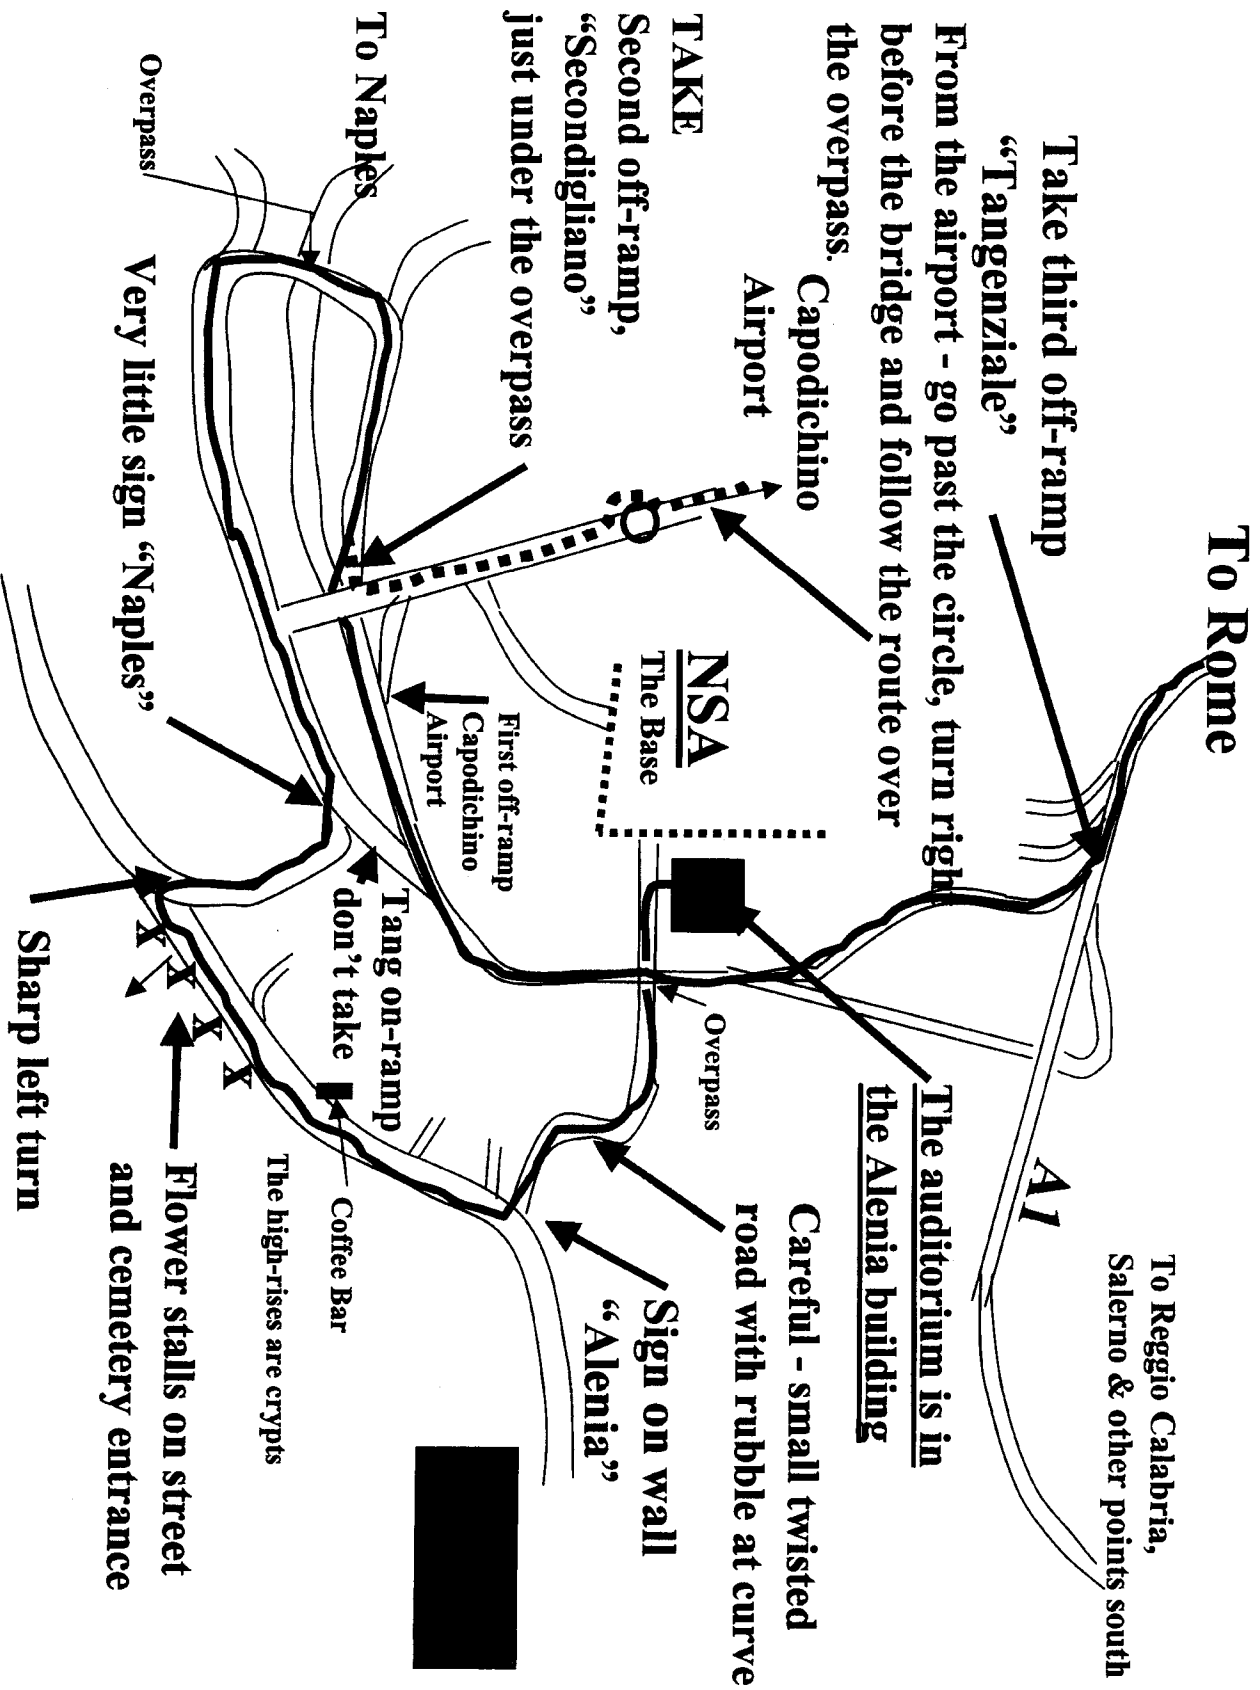 To Rome
Take third off-ramp
“Tangenziale”
From the airport - go past the circle, turn righ
before the bridge and follow the route over
the overpass.
Capodichino
Airport
TAKE
Second off-ramp,
“Secondigliano”
just under the overpass
To Naples
Overpass
Very little sign “Naples”
NSA
The Base
First off-ramp
Capodichino
Airport
Tang on-ramp
don't take
Overpass
The auditorium is in
the Alenia building
A1
To Reggio Calabria,
Salerno & other points south
Careful - small twisted
road with rubble at curve
Sign on wall
“Alenia”
Coffee Bar
The high-rises are crypts
X X X X
Flower stalls on street
and cemetery entrance
Sharp left turn